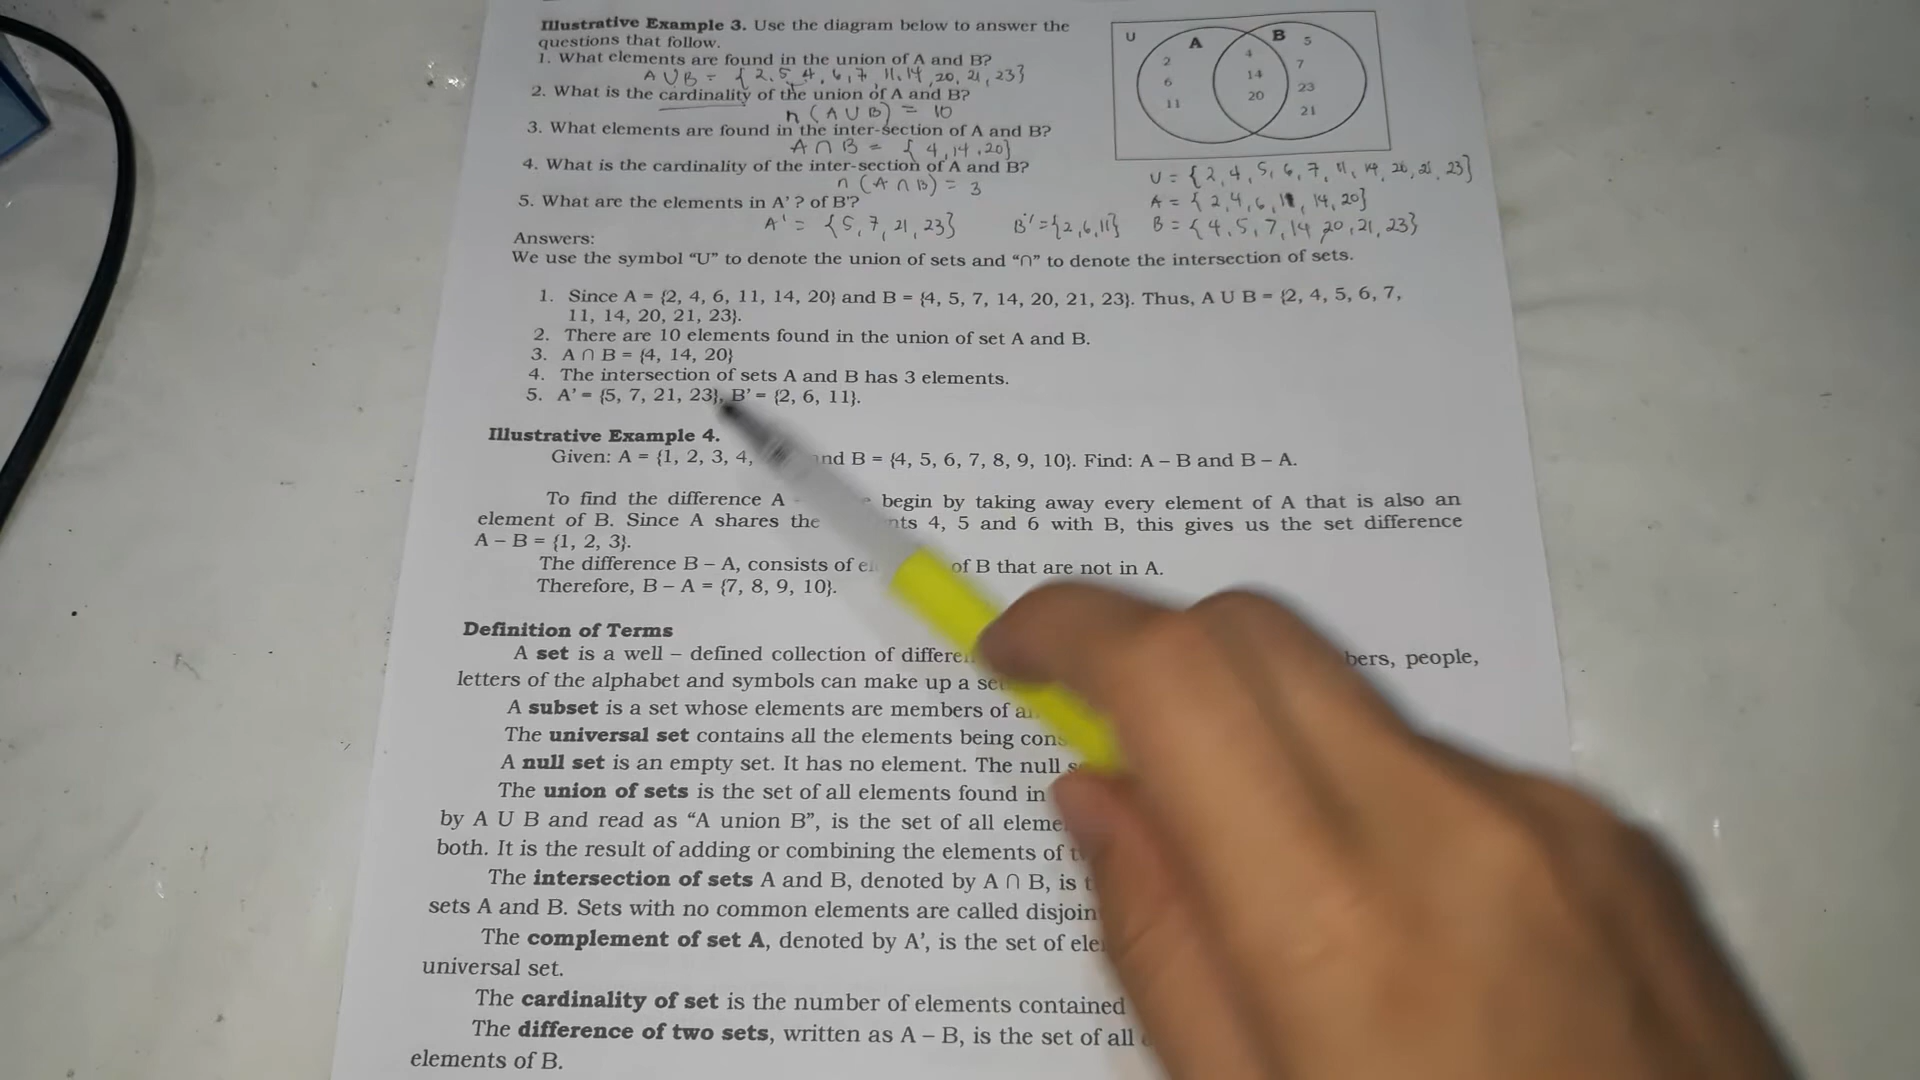 Illustrative Example 3. Use the diagram below to answer the
questions that follow.
1. What elements are found in the union of A and B?
A ∪ B = {2, 5, 4, 6, 7, 11, 14, 20, 21, 23}
2. What is the cardinality of the union of A and B?
n (A ∪ B) = 10
3. What elements are found in the inter-section of A and B?
A ∩ B = {4, 14, 20}
4. What is the cardinality of the inter-section of A and B?
n (A ∩ B) = 3
5. What are the elements in A'? of B'?
A' = {5, 7, 21, 23} B' = {2, 6, 11}
U
A
B
2
6
11
4
14
20
5
7
23
21
U = {2, 4, 5, 6, 7, 11, 14, 20, 21, 23}
A = {2, 4, 6, 11, 14, 20}
B = {4, 5, 7, 14, 20, 21, 23}
Answers:
We use the symbol “U” to denote the union of sets and “∩” to denote the intersection of sets.
1. Since A = {2, 4, 6, 11, 14, 20} and B = {4, 5, 7, 14, 20, 21, 23}. Thus, A U B = {2, 4, 5, 6, 7,
11, 14, 20, 21, 23}.
2. There are 10 elements found in the union of set A and B.
3. A ∩ B = {4, 14, 20}
4. The intersection of sets A and B has 3 elements.
5. A’ = {5, 7, 21, 23}, B’ = {2, 6, 11}.
Illustrative Example 4.
Given: A = {1, 2, 3, 4, and B = {4, 5, 6, 7, 8, 9, 10}. Find: A – B and B – A.
To find the difference A begin by taking away every element of A that is also an
element of B. Since A shares the 4, 5 and 6 with B, this gives us the set difference
A – B = {1, 2, 3}.
The difference B – A, consists of of B that are not in A.
Therefore, B – A = {7, 8, 9, 10}.
Definition of Terms
A set is a well – defined collection of people,
letters of the alphabet and symbols can make up a
A subset is a set whose elements are members of
The universal set contains all the elements being
A null set is an empty set. It has no element. The null
The union of sets is the set of all elements found in
by A U B and read as “A union B”, is the set of all
both. It is the result of adding or combining the elements of
The intersection of sets A and B, denoted by A ∩ B, is
sets A and B. Sets with no common elements are called
The complement of set A, denoted by A’, is the set of
universal set.
The cardinality of set is the number of elements contained
The difference of two sets, written as A – B, is the set of all
elements of B.